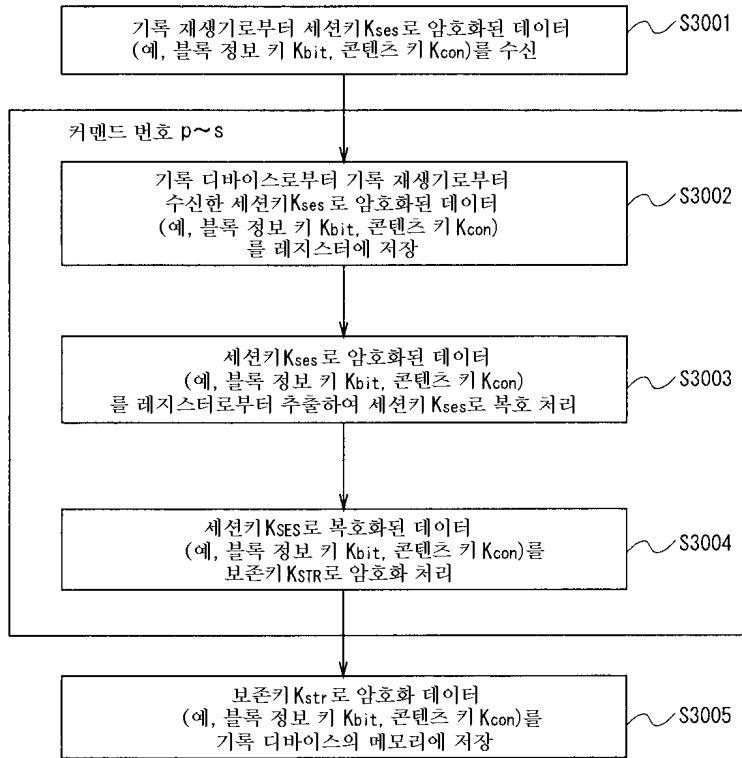 기록 재생기로부터 세션키Kses로 암호화된 데이터
(예, 블록 정보 키 Kbit, 콘텐츠 키 Kcon)를 수신
S3001
커맨드 번호 p~s
기록 디바이스로부터 기록 재생기로부터
수신한 세션키Kses로 암호화된 데이터
(예, 블록 정보 키 Kbit, 콘텐츠 키 Kcon)
를 레지스터에 저장
S3002
세션키Kses로 암호화된 데이터
(예, 블록 정보 키 Kbit, 콘텐츠 키 Kcon)
를 레지스터로부터 추출하여 세션키Kses로 복호 처리
S3003
세션키KSES로 복호화된 데이터
(예, 블록 정보 키 Kbit, 콘텐츠 키 Kcon)를
보존키KSTR로 암호화 처리
S3004
보존키Kstr로 암호화 데이터
(예, 블록 정보 키 Kbit, 콘텐츠 키 Kcon)를
기록 디바이스의 메모리에 저장
S3005